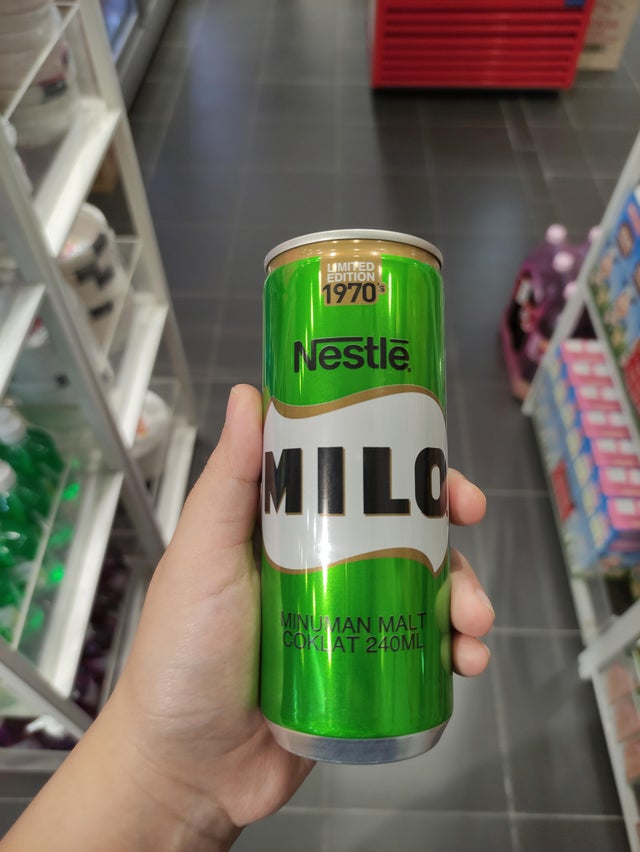 LIMITED
EDITION
1970's
Nestlé
MILO
MINUMAN MALT
COKLAT 240ML